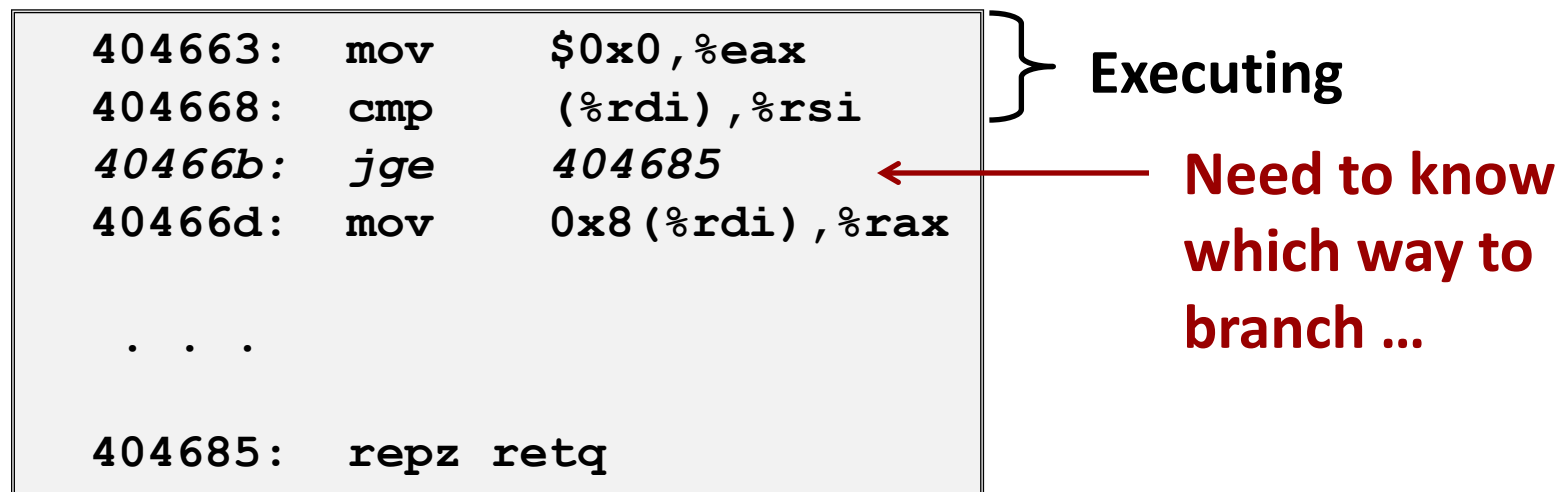 404663: mov $0x0,%eax
404668: cmp (%rdi),%rsi
40466b: jge 404685
40466d: mov 0x8(%rdi),%rax
. . .
404685: repz retq
Executing
Need to know
which way to
branch …